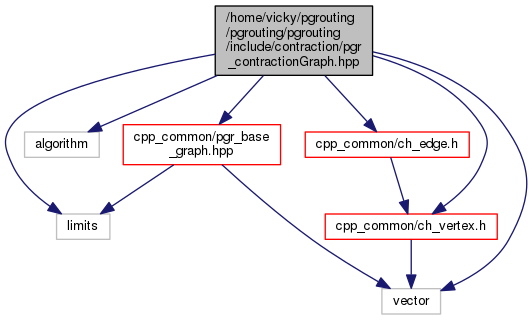 /home/vicky/pgrouting
/pgrouting/pgrouting
/include/contraction/pgr
_contractionGraph.hpp
algorithm
cpp_common/pgr_base
_graph.hpp
cpp_common/ch_edge.h
limits
cpp_common/ch_vertex.h
vector